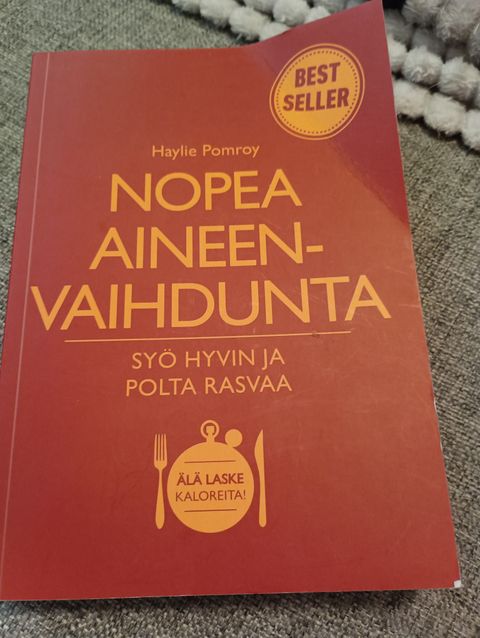 BEST
SELLER
Haylie Pomroy
NOPEA
AINEEN-
VAIHDUNTA
SYÖ HYVIN JA
POLTA RASVAA
ÄLÄ LASKE
KALOREITA!